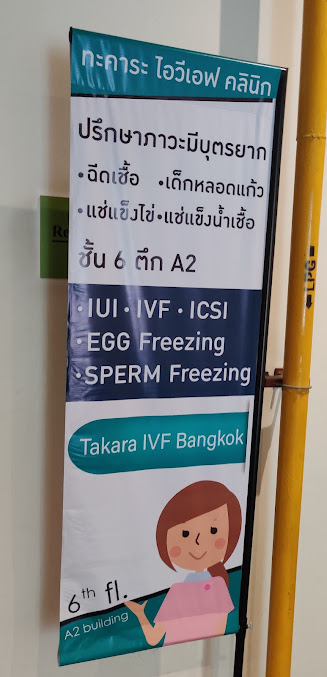 ทะคาระ ไอวีเอฟ คลินิก
ปรึกษาภาวะมีบุตรยาก
•ฉีดเชื้อ •เด็กหลอดแก้ว
•แช่แข็งไข่ •แช่แข็งน้ำเชื้อ
ชั้น 6 ตึก A2
•IUI • IVF • ICSI
•EGG Freezing
•SPERM Freezing
Takara IVF Bangkok
6th fl.
A2 building
LPG